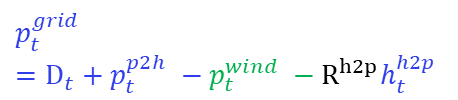 p_t^{grid}
= D_t + p_t^{p2h} − p_t^{wind} − R^{h2p} h_t^{h2p}